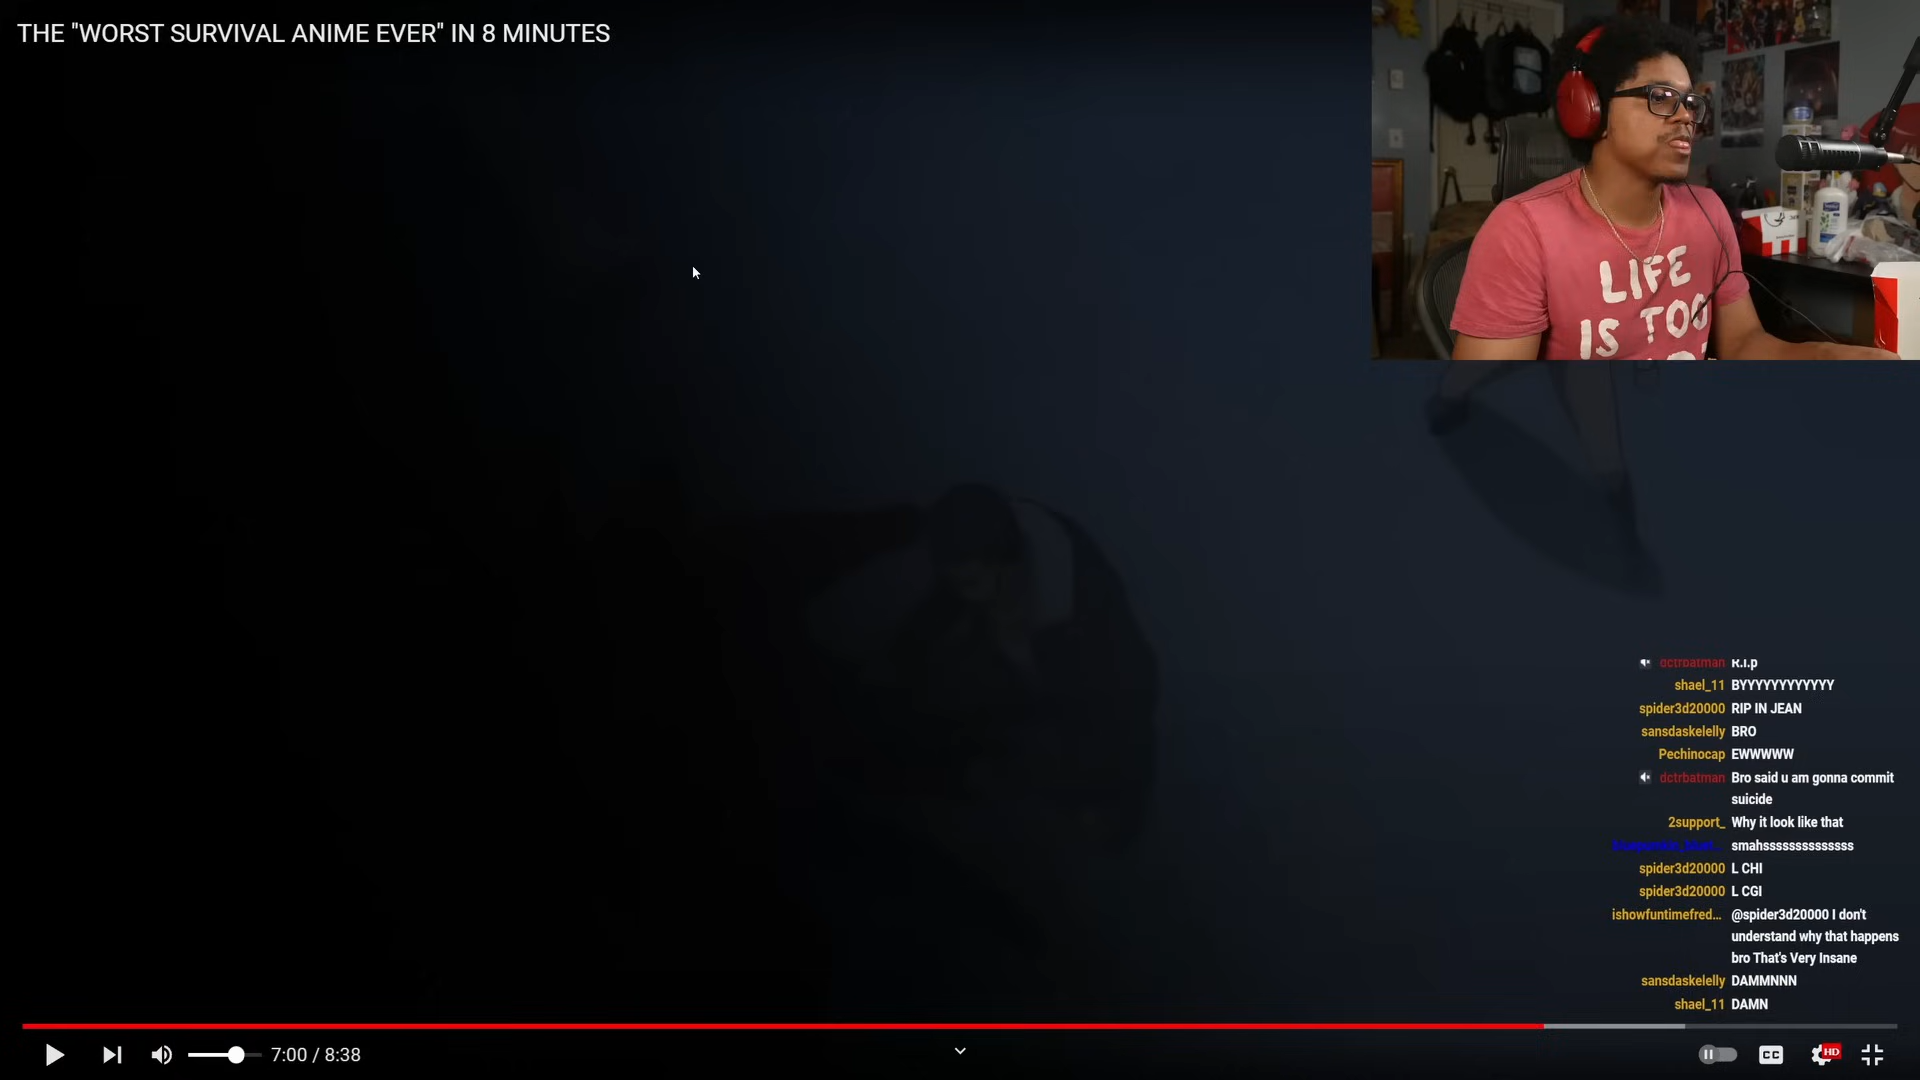 THE "WORST SURVIVAL ANIME EVER" IN 8 MINUTES
LIFE
IS TOO
dctrbatman R.I.p
shael_11 BYYYYYYYYYYYY
spider3d20000 RIP IN JEAN
sansdaskelelly BRO
Pechinocap EWWWWW
dctrbatman Bro said u am gonna commit
suicide
2support_ Why it look like that
smahssssssssssssss
spider3d20000 L CHI
spider3d20000 L CGI
ishowfuntimefred... @spider3d20000 I don't
understand why that happens
bro That's Very Insane
sansdaskelelly DAMMNNN
shael_11 DAMN
7:00 / 8:38
CC
HD